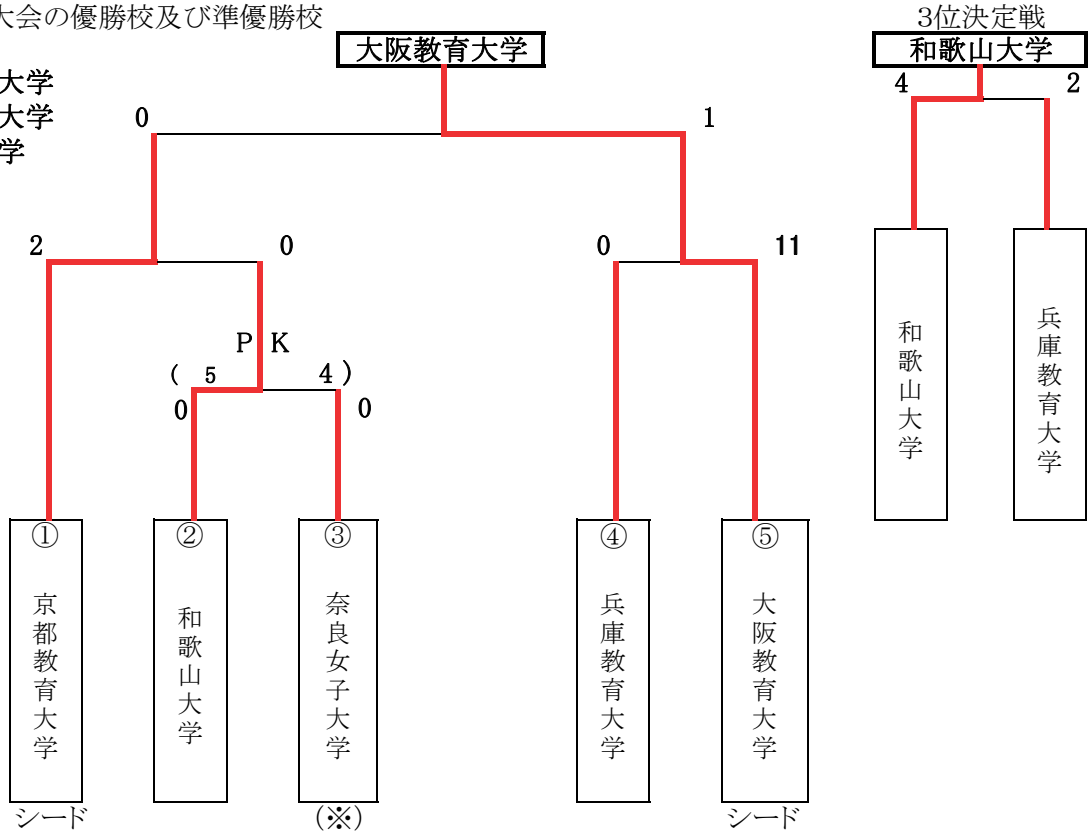 大会の優勝校及び準優勝校
3位決定戦
大阪教育大学
和歌山大学
大学
大学
学
0
1
4
2
2
0
0
11
PK
( 5 4 )
0 0
和歌山大学
兵庫教育大学
①
②
③
④
⑤
京都教育大学
和歌山大学
奈良女子大学
兵庫教育大学
大阪教育大学
シード
(※)
シード